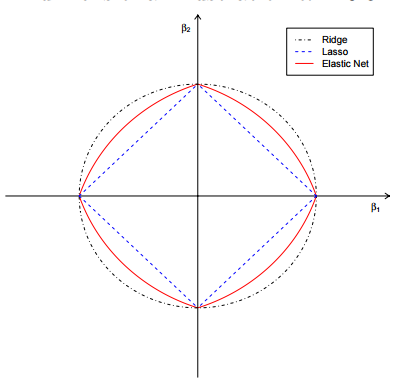 β2
Ridge
Lasso
Elastic Net
β1